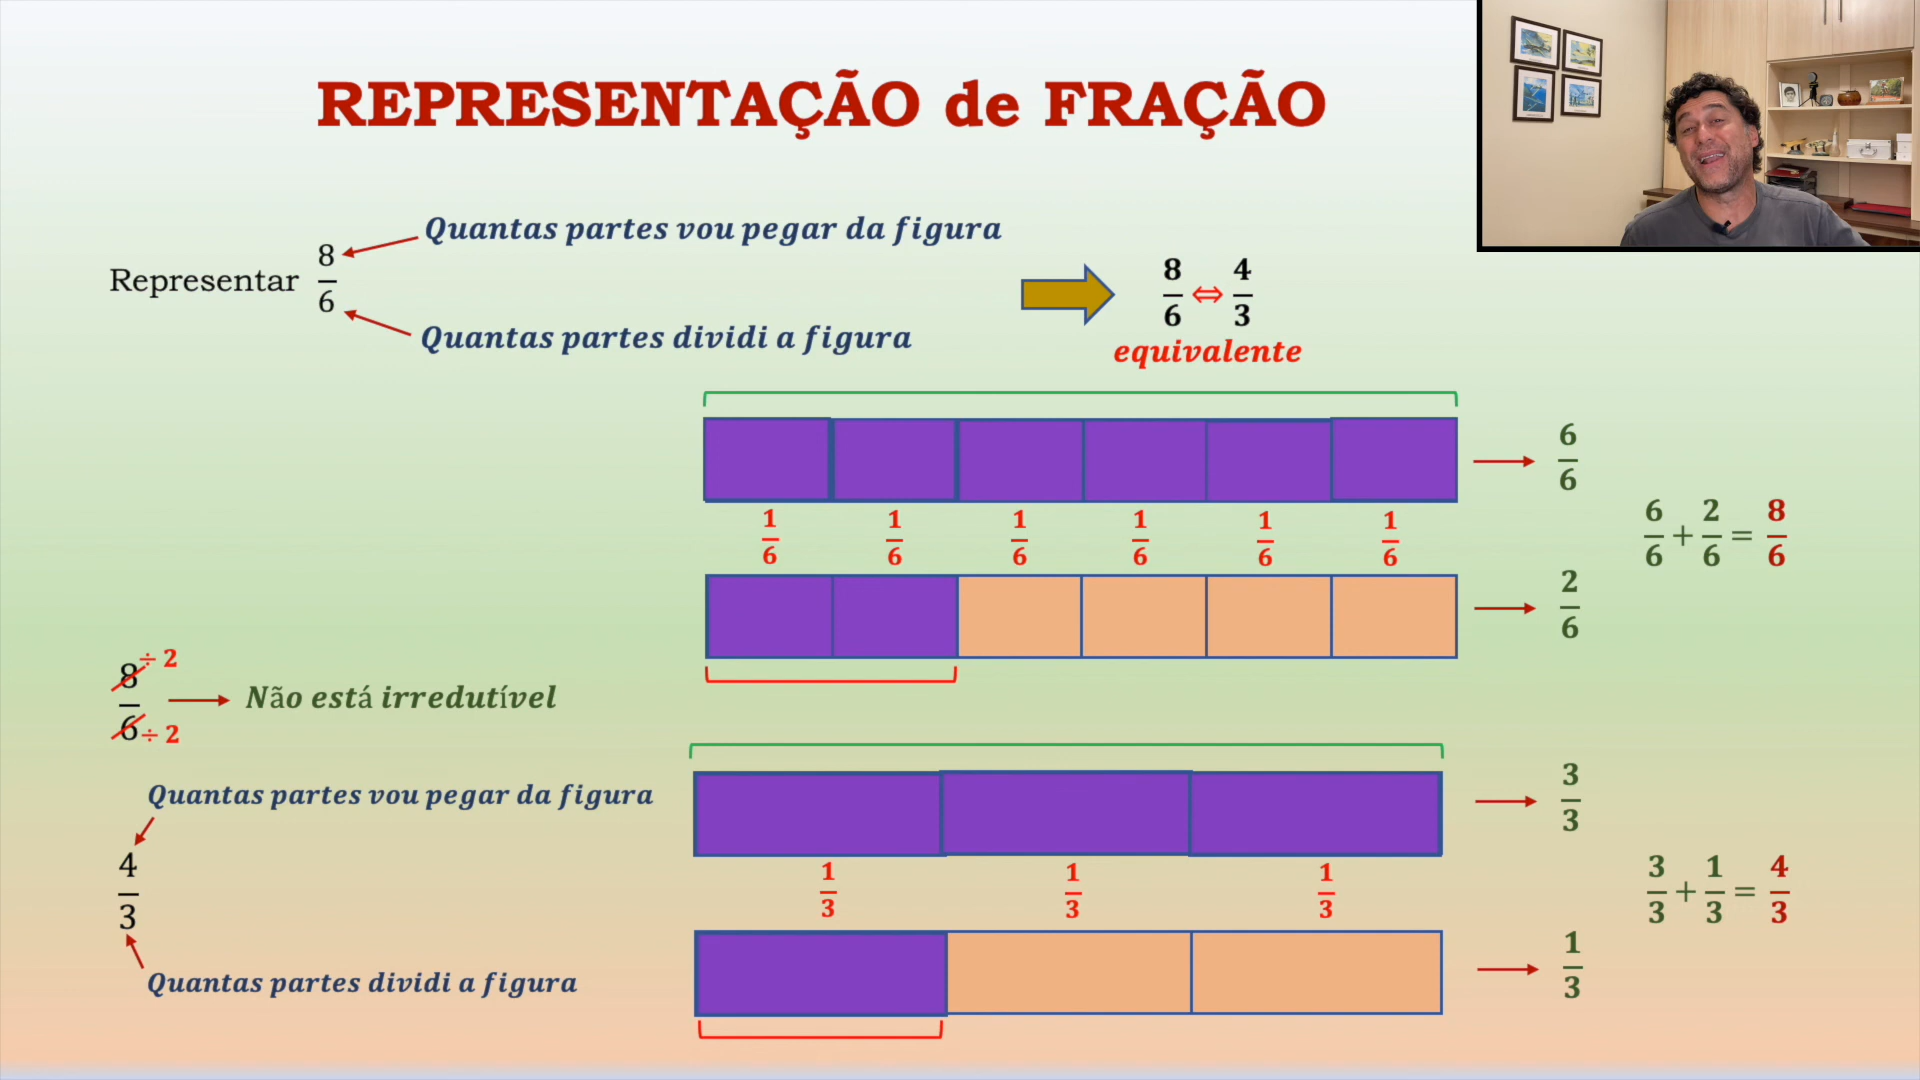 REPRESENTAÇÃO de FRAÇÃO
Quantas partes vou pegar da figura
Representar 8/6
Quantas partes dividi a figura
8/6 ⇔ 4/3
equivalente
6/6
1/6 1/6 1/6 1/6 1/6 1/6
6/6 + 2/6 = 8/6
2/6
8 ÷ 2
6 ÷ 2
Não está irredutível
Quantas partes vou pegar da figura
4/3
Quantas partes dividi a figura
3/3
1/3 1/3 1/3
3/3 + 1/3 = 4/3
1/3